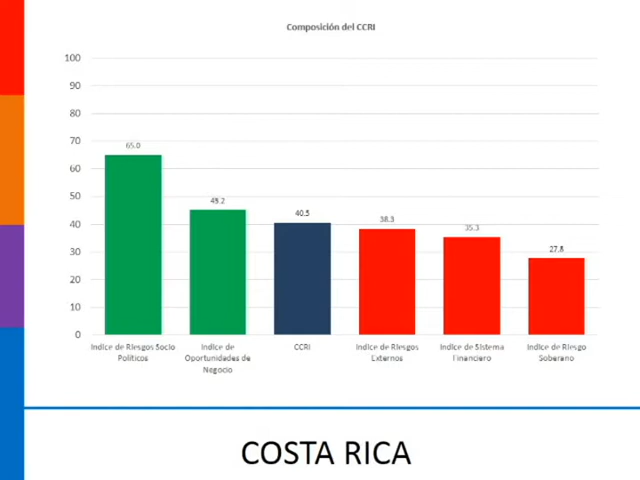 Composición del CCRI
100
90
80
70
60
50
40
30
20
10
0
65.0
45.2
40.5
38.3
35.3
27.8
Indice de Riesgos Socio Políticos
Indice de Oportunidades de Negocio
CCRI
Indice de Riesgos Externos
Indice de Sistema Financiero
Indice de Riesgo Soberano
COSTA RICA